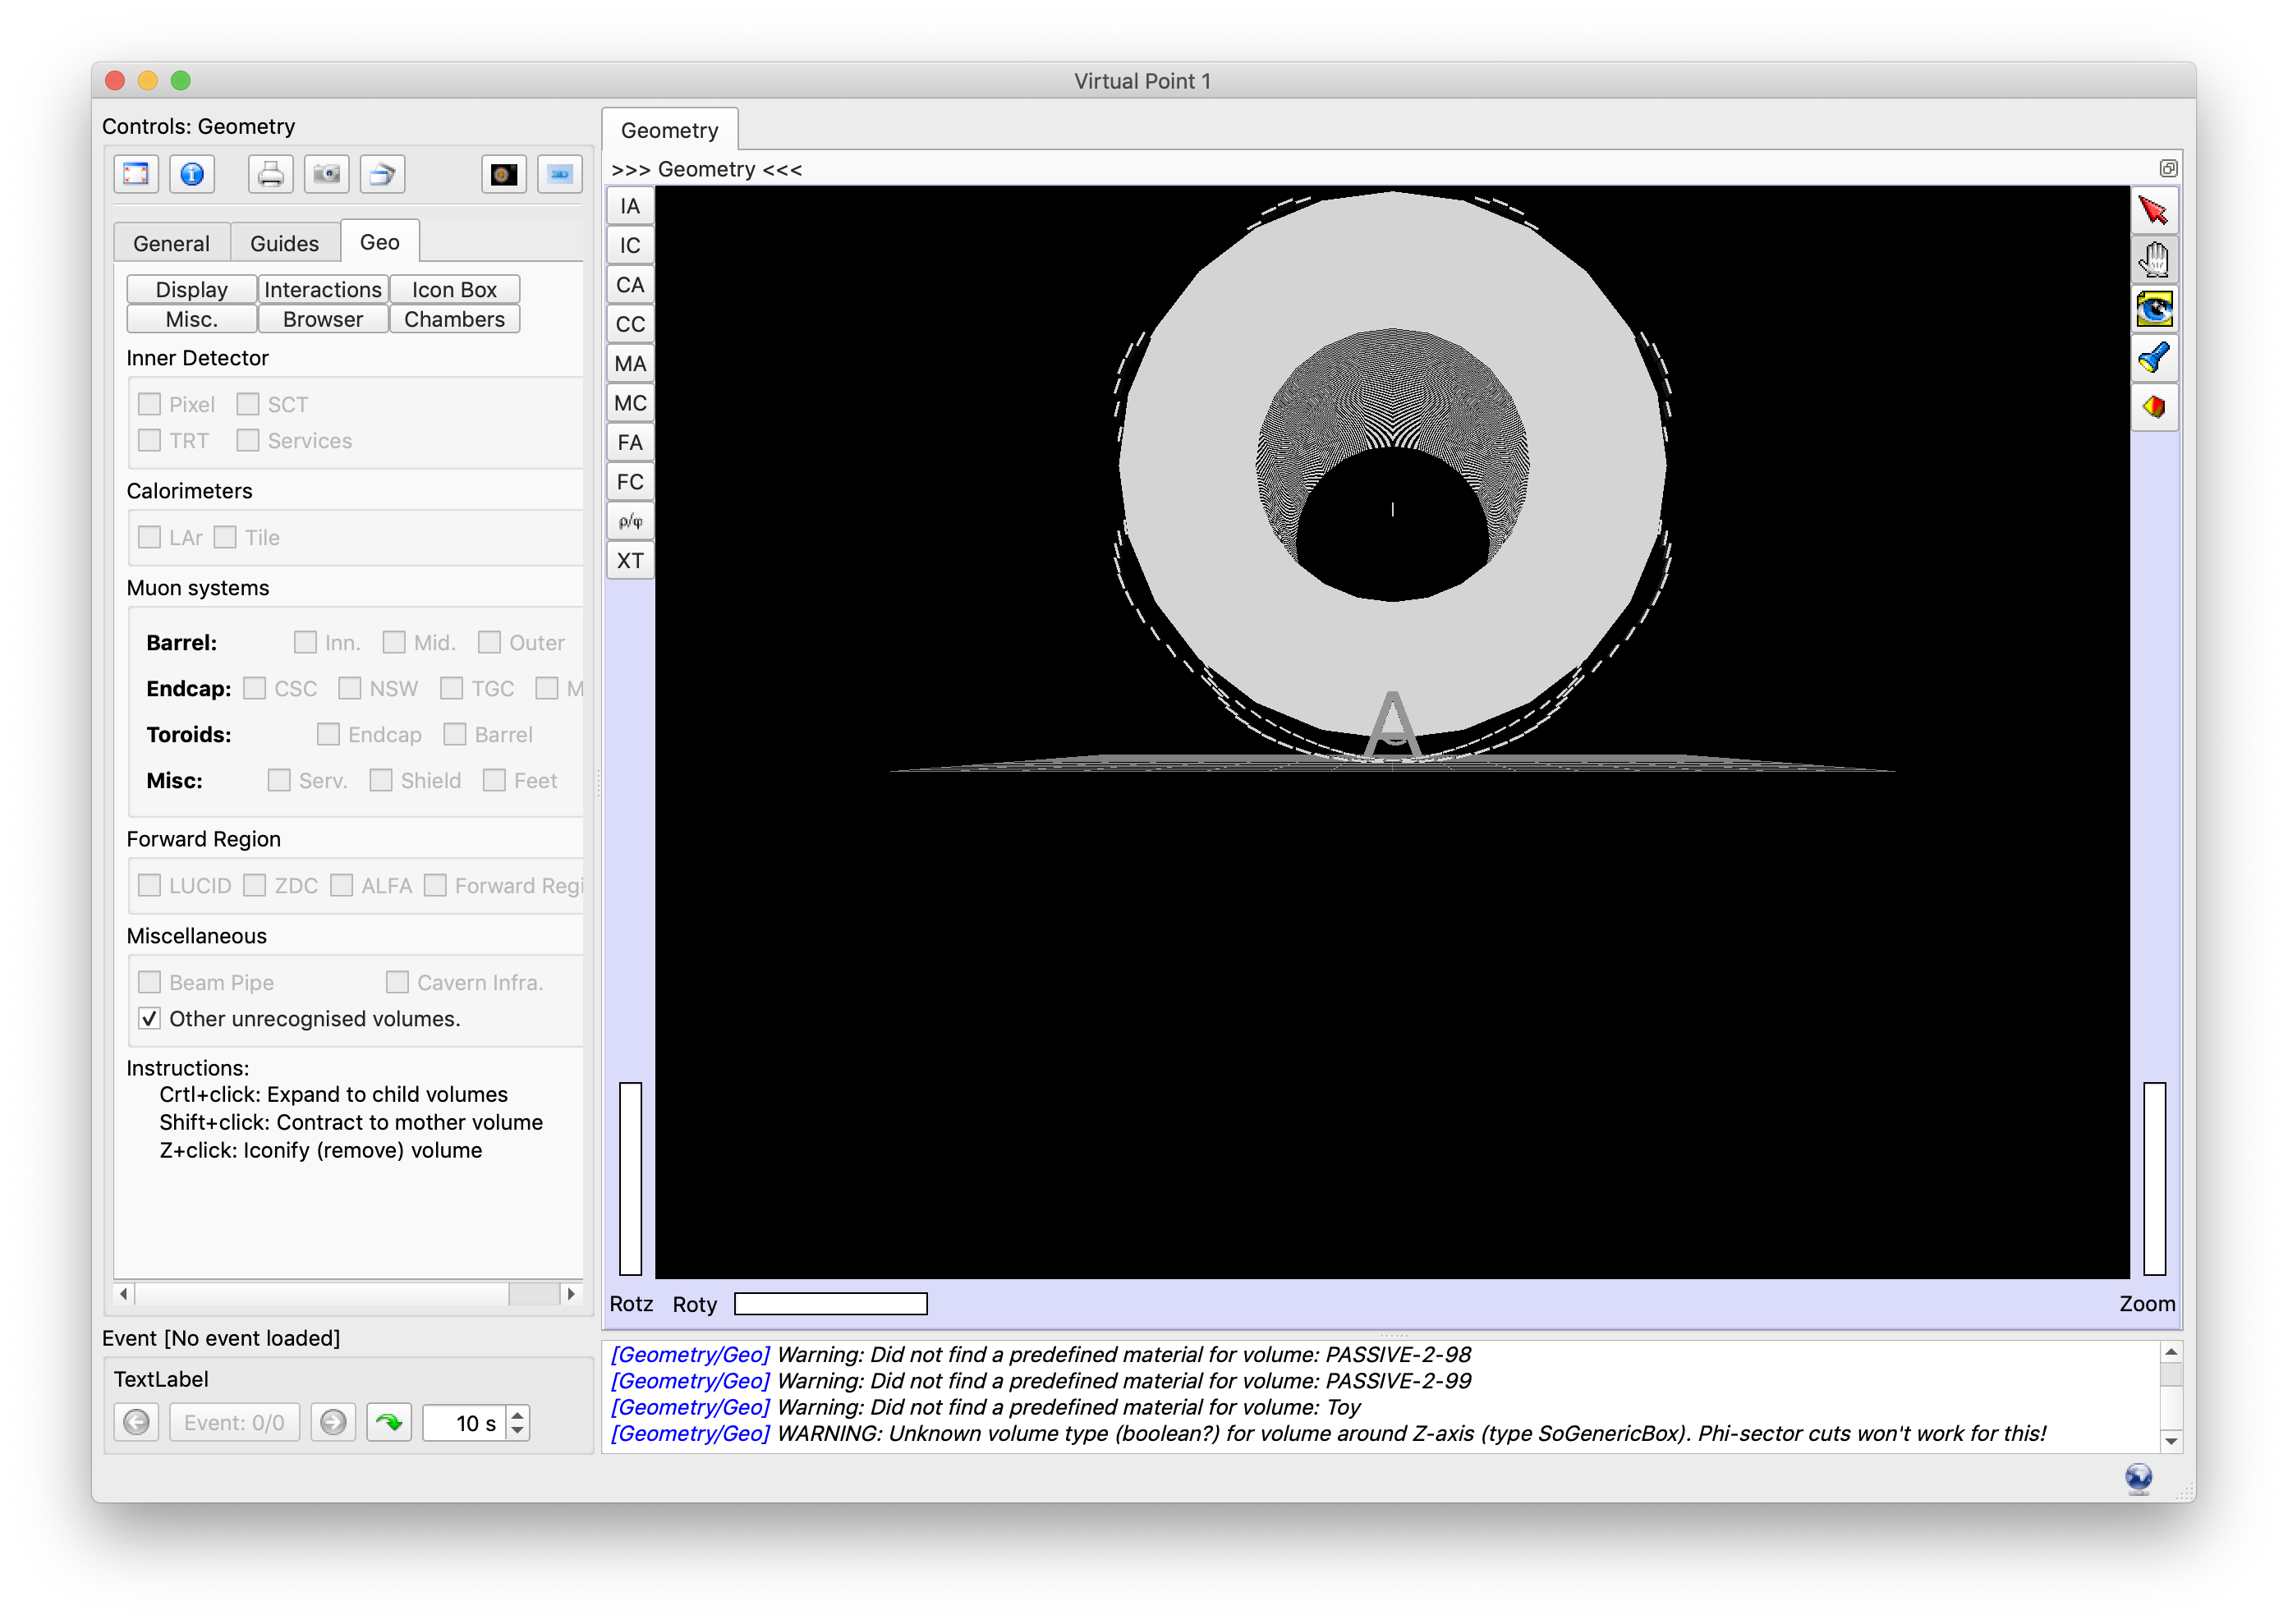 Virtual Point 1
Controls: Geometry
General Guides Geo
Display Interactions Icon Box
Misc. Browser Chambers
Inner Detector
Pixel SCT
TRT Services
Calorimeters
LAr Tile
Muon systems
Barrel: Inn. Mid. Outer
Endcap: CSC NSW TGC M
Toroids: Endcap Barrel
Misc: Serv. Shield Feet
Forward Region
LUCID ZDC ALFA Forward Regi
Miscellaneous
Beam Pipe Cavern Infra.
Other unrecognised volumes.
Instructions:
Crtl+click: Expand to child volumes
Shift+click: Contract to mother volume
Z+click: Iconify (remove) volume
Event [No event loaded]
TextLabel
Event: 0/0 10 s
Geometry
>>> Geometry <<<
IA
IC
CA
CC
MA
MC
FA
FC
ρ/φ
XT
A
Rotz Roty Zoom
[Geometry/Geo] Warning: Did not find a predefined material for volume: PASSIVE-2-98
[Geometry/Geo] Warning: Did not find a predefined material for volume: PASSIVE-2-99
[Geometry/Geo] Warning: Did not find a predefined material for volume: Toy
[Geometry/Geo] WARNING: Unknown volume type (boolean?) for volume around Z-axis (type SoGenericBox). Phi-sector cuts won't work for this!